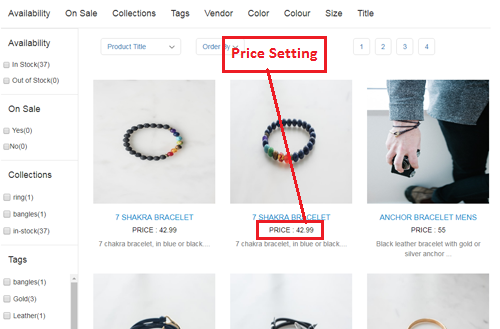 Availability On Sale Collections Tags Vendor Color Colour Size Title
Availability
In Stock(37)
Out of Stock(0)
On Sale
Yes(0)
No(0)
Collections
ring(1)
bangles(1)
in-stock(37)
Tags
bangles(1)
Gold(3)
Leather(1)
Product Title
Order By
1 2 3 4
Price Setting
7 SHAKRA BRACELET
PRICE : 42.99
7 chakra bracelet, in blue or black....
7 SHAKRA BRACELET
PRICE : 42.99
7 chakra bracelet, in blue or black....
ANCHOR BRACELET MENS
PRICE : 55
Black leather bracelet with gold or
silver anchor ...